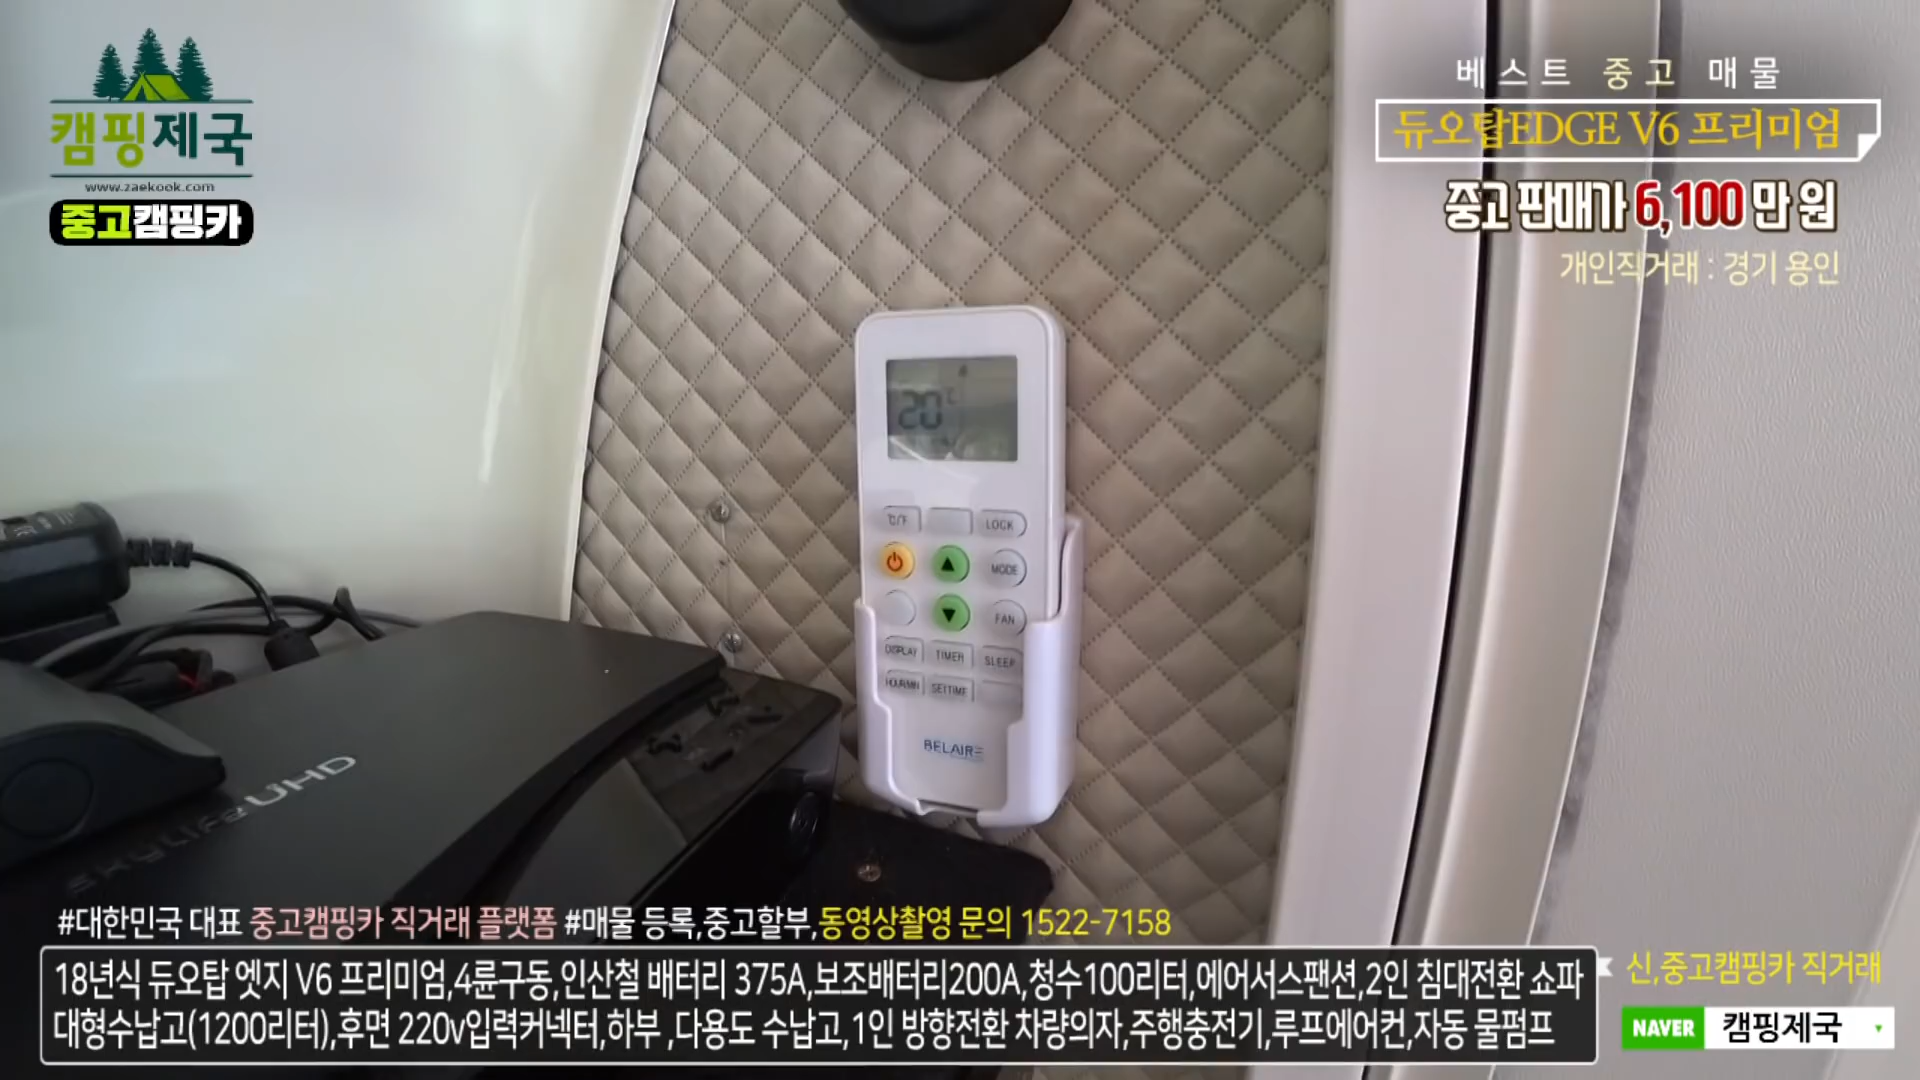 캠핑제국
www.zaekook.com
중고캠핑카
베스트 중고 매물
듀오탑EDGE V6 프리미엄
중고 판매가 6,100만 원
개인직거래 : 경기 용인
20℃
℃/F
LOCK
MODE
FAN
DISPLAY TIMER SLEEP
HOUR/MIN SETTIME
BELAIRE
UHD
#대한민국 대표 중고캠핑카 직거래 플랫폼 #매물 등록,중고할부,동영상촬영 문의 1522-7158
18년식 듀오탑 엣지 V6 프리미엄,4륜구동,인산철 배터리 375A,보조배터리200A,청수100리터,에어서스팬션,2인 침대전환 쇼파
대형수납고(1200리터),후면 220v입력커넥터,하부 ,다용도 수납고,1인 방향전환 차량의자,주행충전기,루프에어컨,자동 물펌프
신,중고캠핑카 직거래
NAVER 캠핑제국